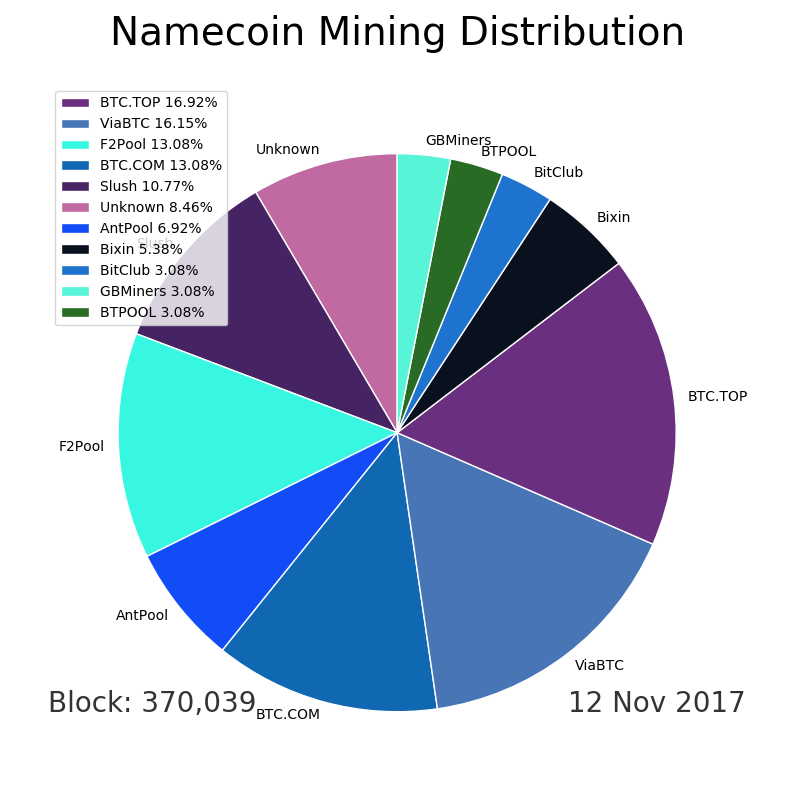 Namecoin Mining Distribution
BTC.TOP 16.92%
ViaBTC 16.15%
F2Pool 13.08%
BTC.COM 13.08%
Slush 10.77%
Unknown 8.46%
AntPool 6.92%
Bixin 5.38%
BitClub 3.08%
GBMiners 3.08%
BTPOOL 3.08%
Unknown
GBMiners
BTPOOL
BitClub
Bixin
Slush
BTC.TOP
F2Pool
AntPool
ViaBTC
BTC.COM
Block: 370,039
12 Nov 2017